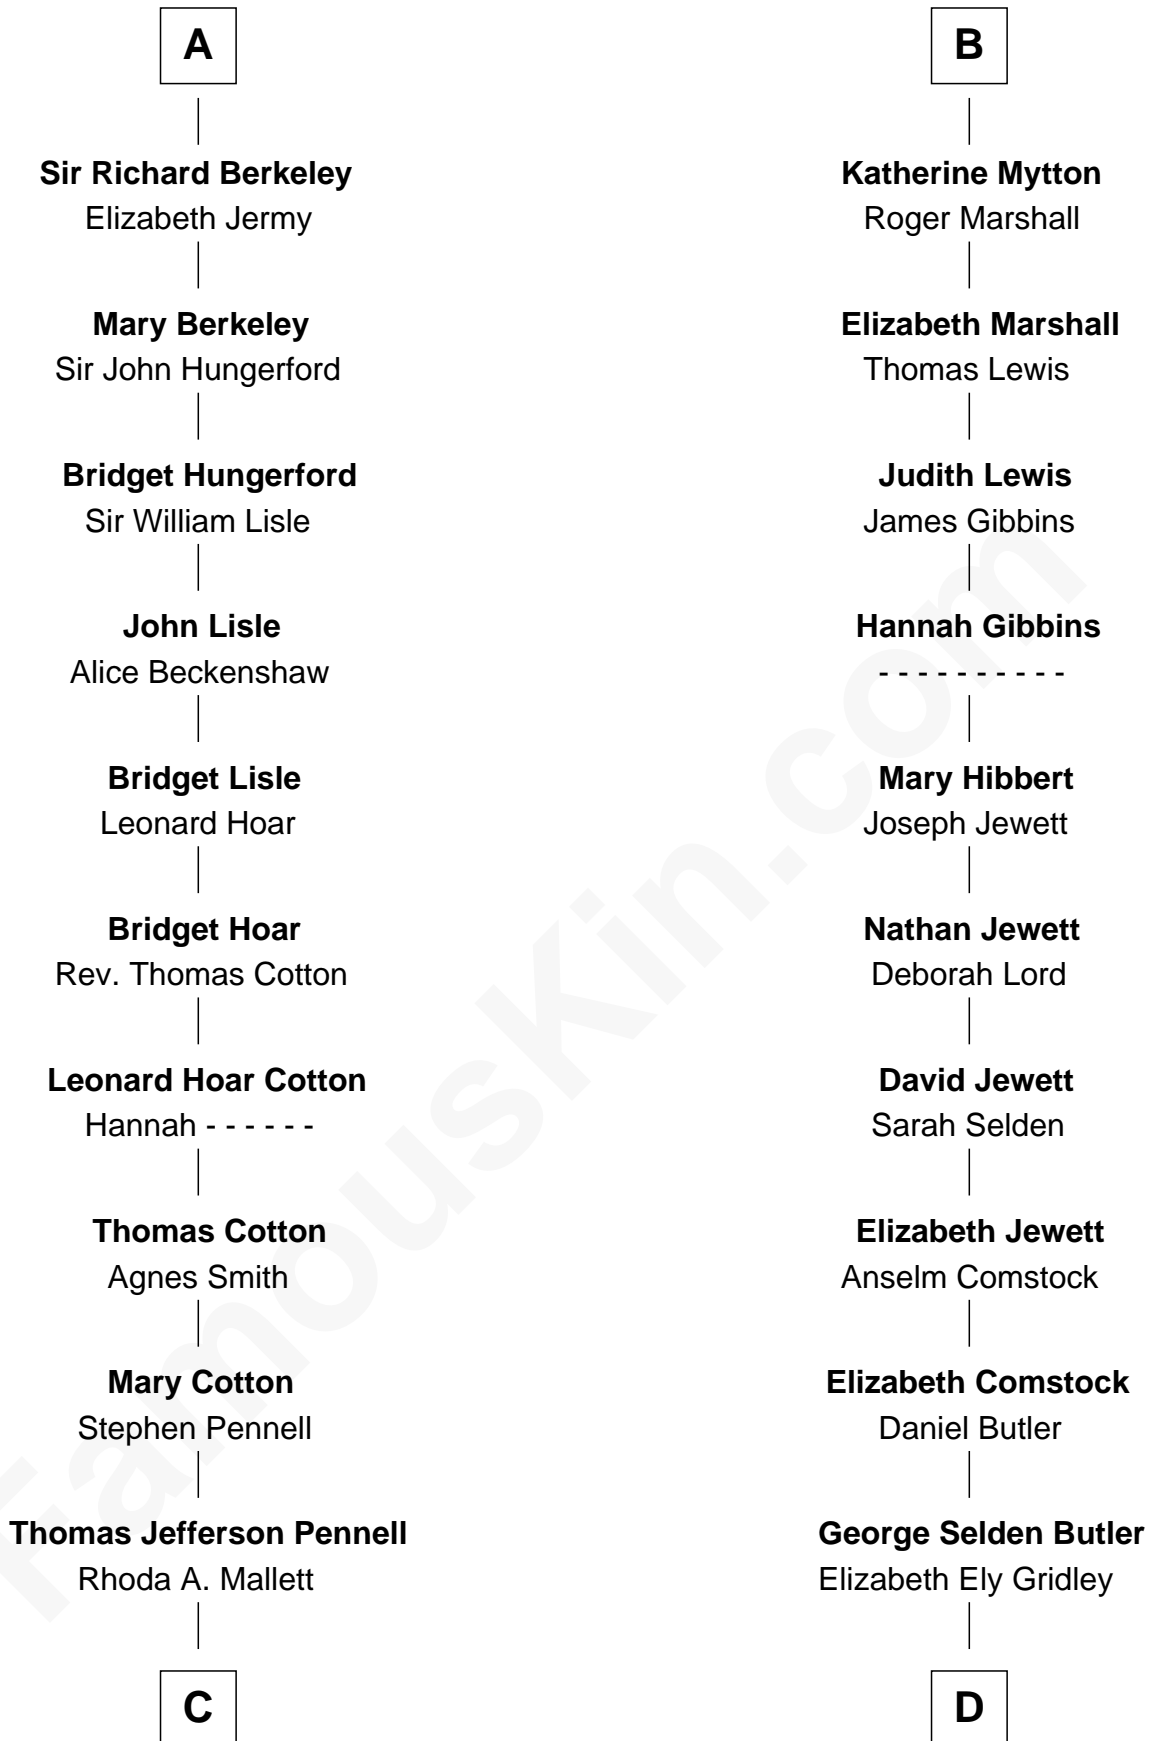 A
Sir Richard Berkeley
Elizabeth Jermy
Mary Berkeley
Sir John Hungerford
Bridget Hungerford
Sir William Lisle
John Lisle
Alice Beckenshaw
Bridget Lisle
Leonard Hoar
Bridget Hoar
Rev. Thomas Cotton
Leonard Hoar Cotton
Hannah - - - - - -
Thomas Cotton
Agnes Smith
Mary Cotton
Stephen Pennell
Thomas Jefferson Pennell
Rhoda A. Mallett
C
B
Katherine Mytton
Roger Marshall
Elizabeth Marshall
Thomas Lewis
Judith Lewis
James Gibbins
Hannah Gibbins
- - - - - - - - - -
Mary Hibbert
Joseph Jewett
Nathan Jewett
Deborah Lord
David Jewett
Sarah Selden
Elizabeth Jewett
Anselm Comstock
Elizabeth Comstock
Daniel Butler
George Selden Butler
Elizabeth Ely Gridley
D
FamousKin.com